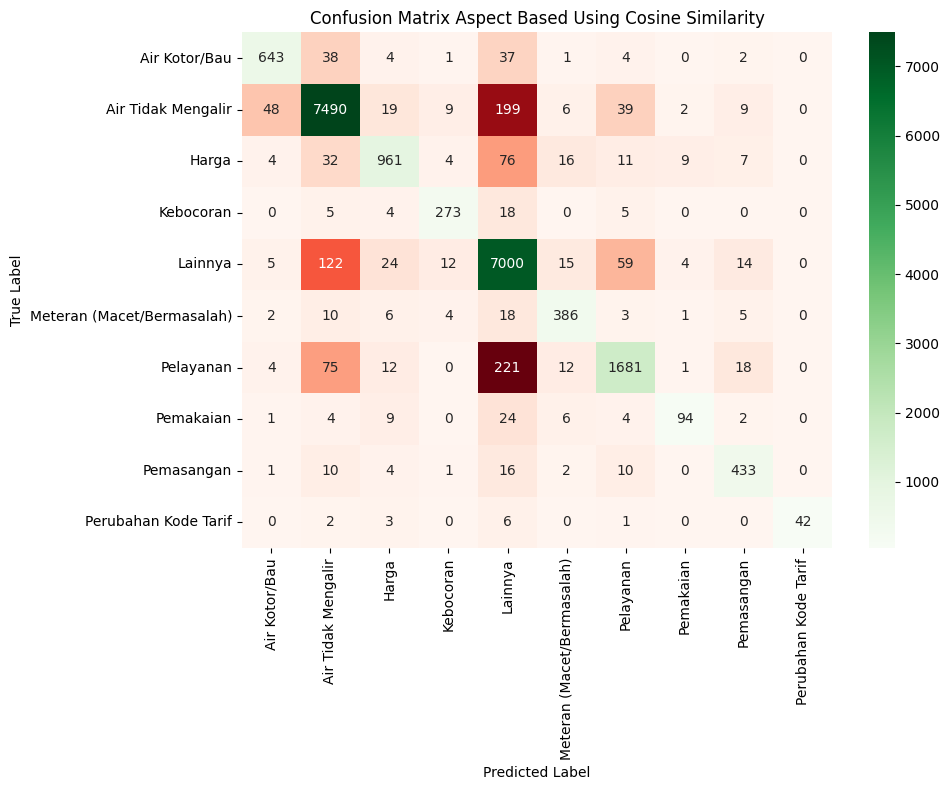 Confusion Matrix Aspect Based Using Cosine Similarity
True Label
Air Kotor/Bau 643 38 4 1 37 1 4 0 2 0
Air Tidak Mengalir 48 7490 19 9 199 6 39 2 9 0
Harga 4 32 961 4 76 16 11 9 7 0
Kebocoran 0 5 4 273 18 0 5 0 0 0
Lainnya 5 122 24 12 7000 15 59 4 14 0
Meteran (Macet/Bermasalah) 2 10 6 4 18 386 3 1 5 0
Pelayanan 4 75 12 0 221 12 1681 1 18 0
Pemakaian 1 4 9 0 24 6 4 94 2 0
Pemasangan 1 10 4 1 16 2 10 0 433 0
Perubahan Kode Tarif 0 2 3 0 6 0 1 0 0 42
Air Kotor/Bau
Air Tidak Mengalir
Harga
Kebocoran
Lainnya
Meteran (Macet/Bermasalah)
Pelayanan
Pemakaian
Pemasangan
Perubahan Kode Tarif
Predicted Label
7000
6000
5000
4000
3000
2000
1000